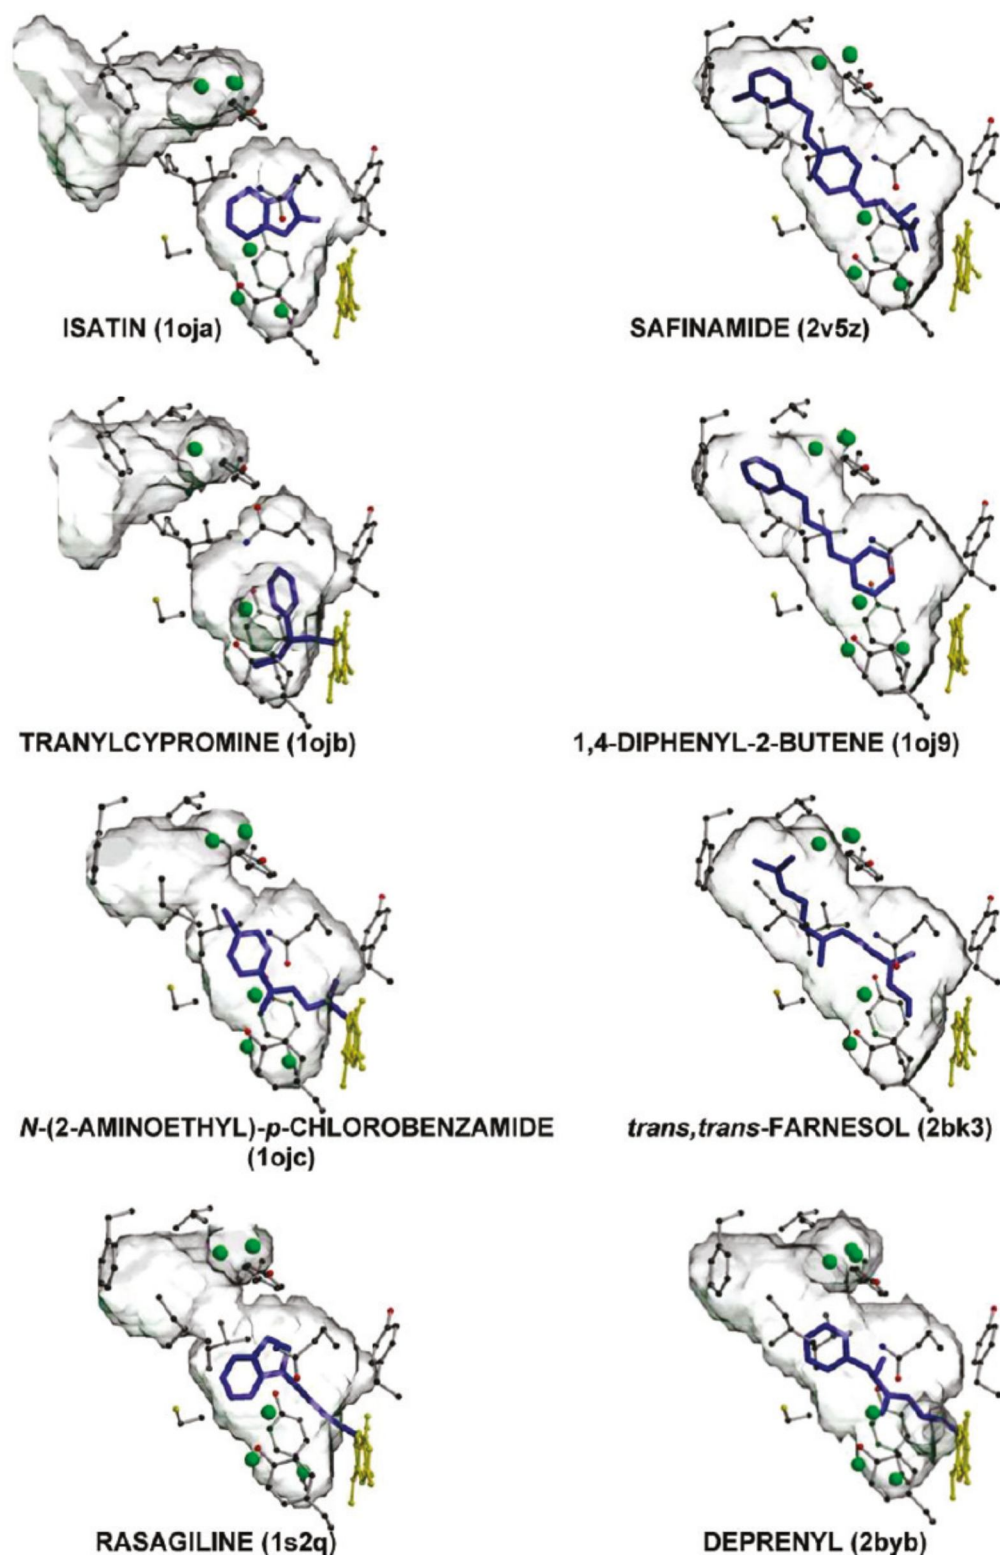 ISATIN (1oja)
SAFINAMIDE (2v5z)
TRANYLCYPROMINE (1ojb)
1,4-DIPHENYL-2-BUTENE (1oj9)
N-(2-AMINOETHYL)-p-CHLOROBENZAMIDE
(1ojc)
trans,trans-FARNESOL (2bk3)
RASAGILINE (1s2q)
DEPRENYL (2byb)